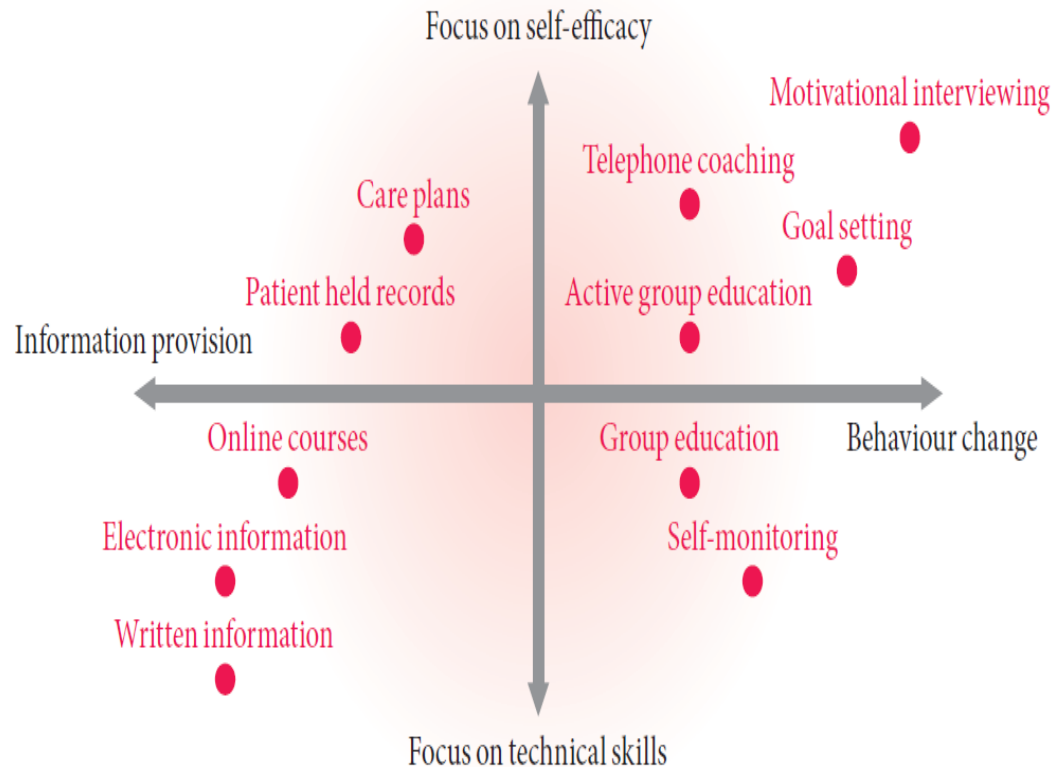 Focus on self-efficacy
Motivational interviewing
Telephone coaching
Care plans
Goal setting
Patient held records
Active group education
Information provision
Online courses
Group education
Behaviour change
Electronic information
Self-monitoring
Written information
Focus on technical skills